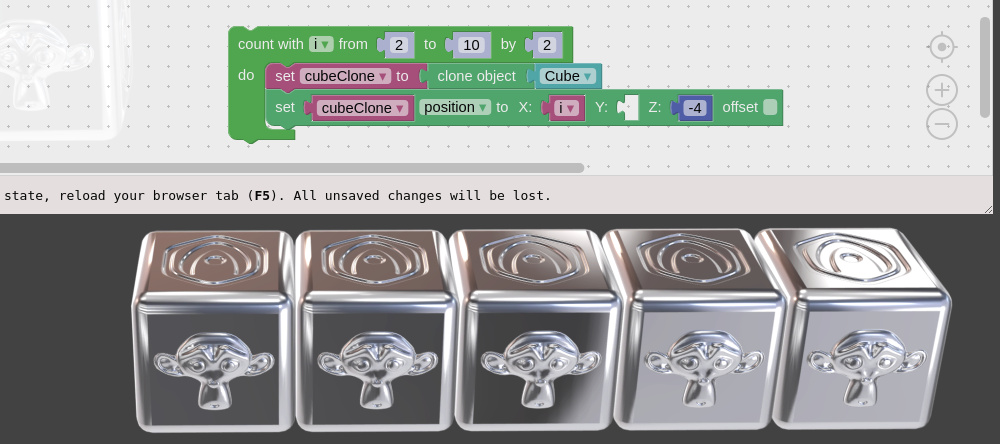 count with i ▾ from 2 to 10 by 2
do set cubeClone ▾ to clone object Cube ▾
set cubeClone ▾ position ▾ to X: i ▾ Y: Z: -4 offset
state, reload your browser tab (F5). All unsaved changes will be lost.